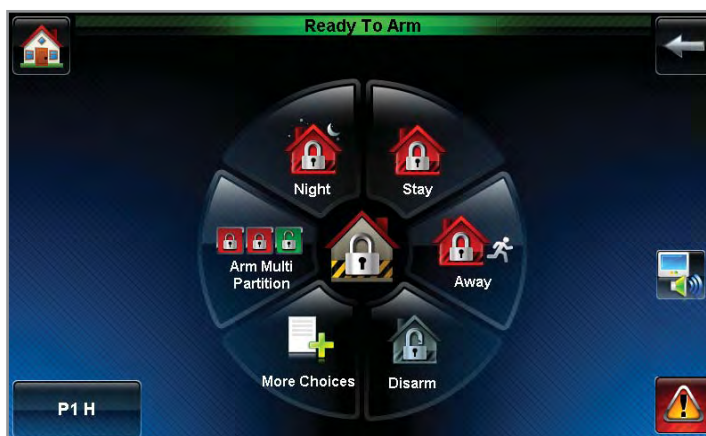 Ready To Arm
Night
Stay
Arm Multi
Partition
Away
More Choices
Disarm
P1 H